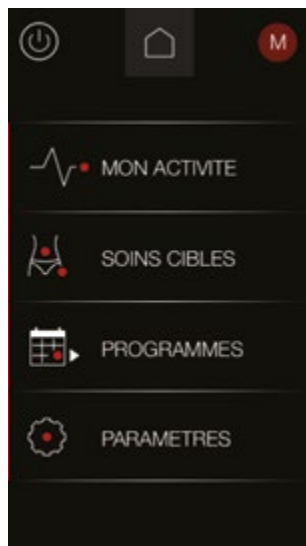 M
MON ACTIVITE
SOINS CIBLES
PROGRAMMES
PARAMETRES